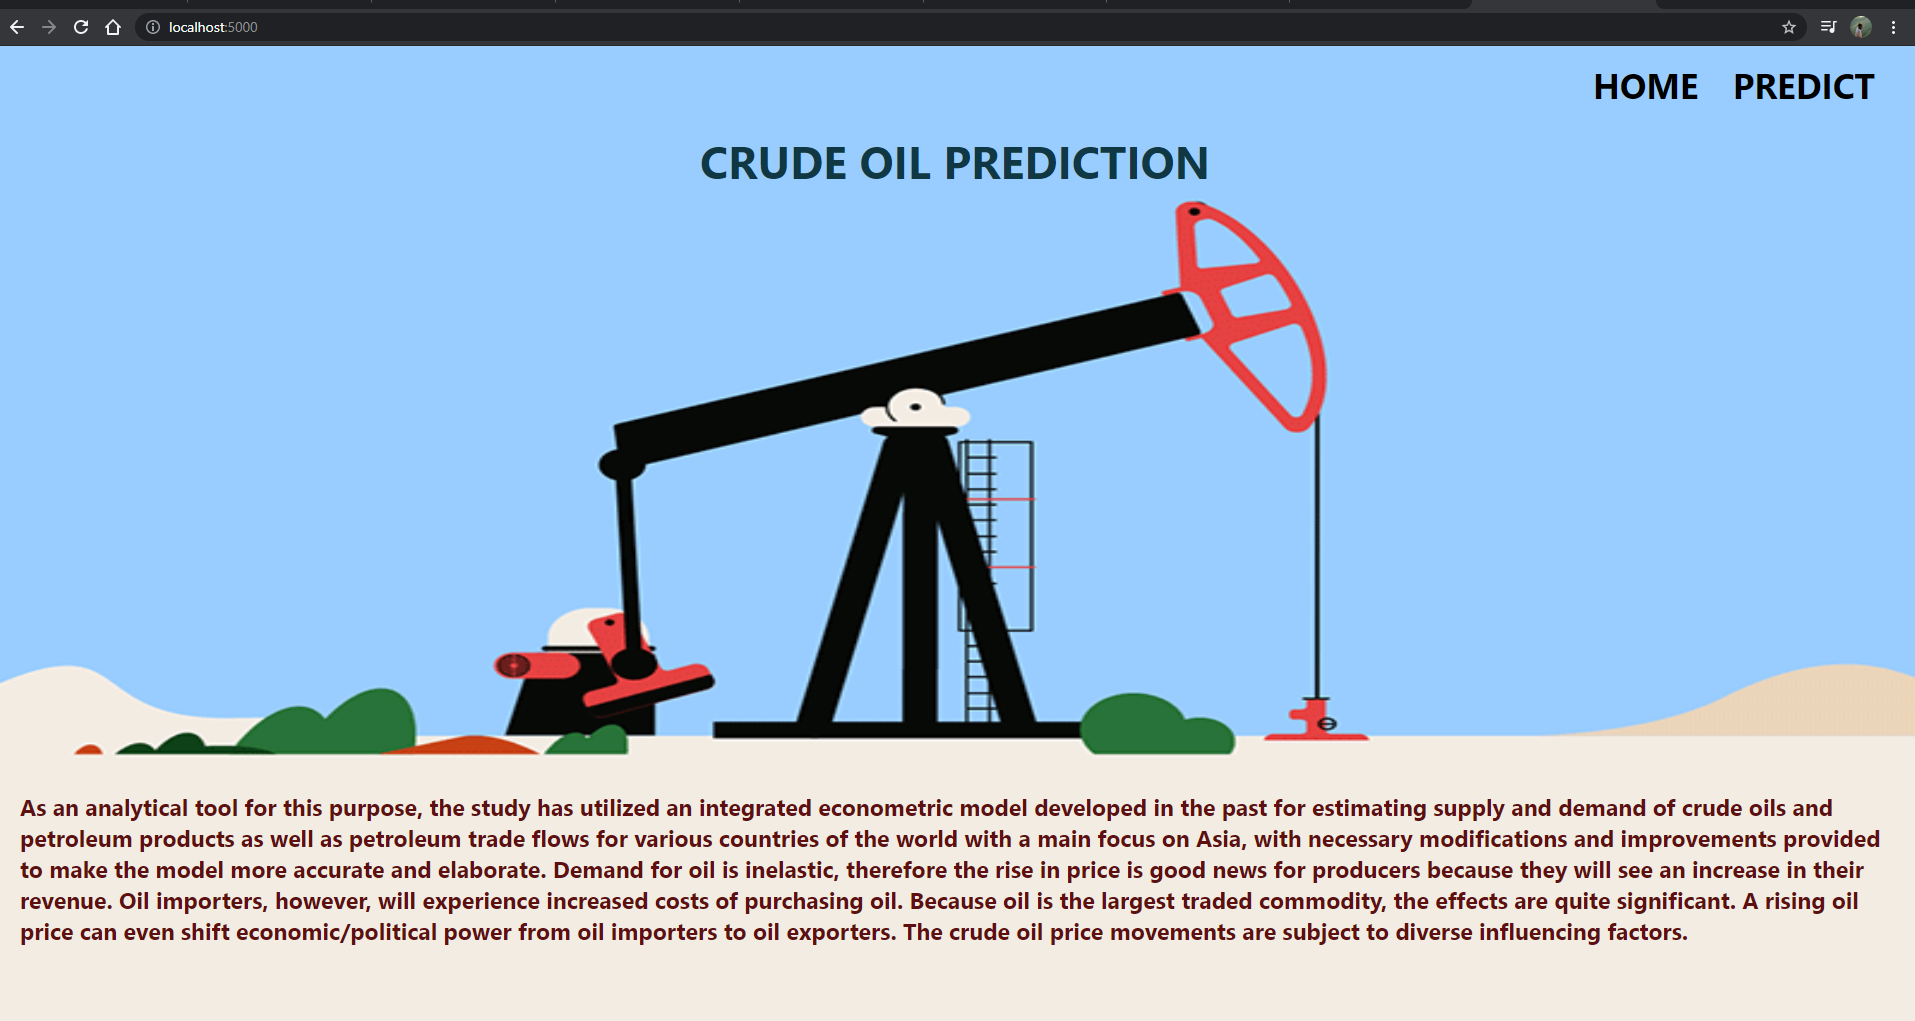 localhost:5000
HOME PREDICT
CRUDE OIL PREDICTION
As an analytical tool for this purpose, the study has utilized an integrated econometric model developed in the past for estimating supply and demand of crude oils and
petroleum products as well as petroleum trade flows for various countries of the world with a main focus on Asia, with necessary modifications and improvements provided
to make the model more accurate and elaborate. Demand for oil is inelastic, therefore the rise in price is good news for producers because they will see an increase in their
revenue. Oil importers, however, will experience increased costs of purchasing oil. Because oil is the largest traded commodity, the effects are quite significant. A rising oil
price can even shift economic/political power from oil importers to oil exporters. The crude oil price movements are subject to diverse influencing factors.